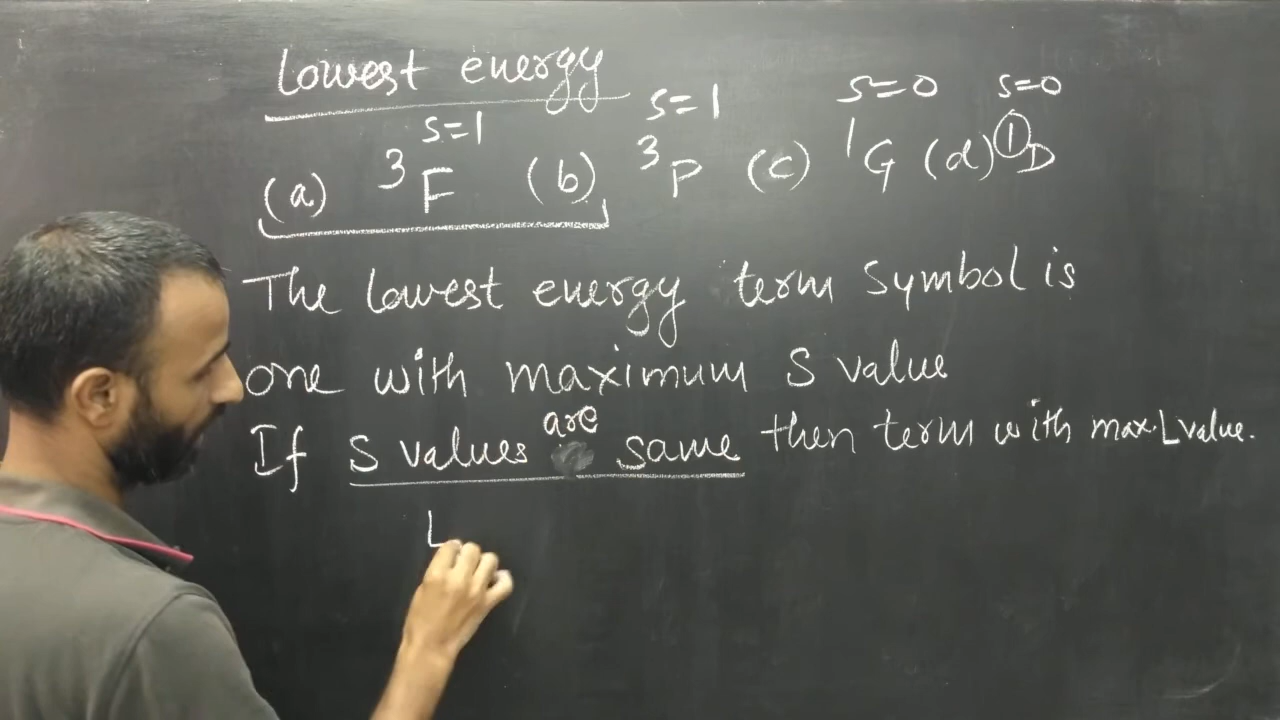 Lowest energy
s=1 s=1 s=0 s=0
(a) ³F (b) ³P (c) ¹G (d) ¹D
The lowest energy term Symbol is
one with maximum S value
If S values are same then term with max. L value.
L